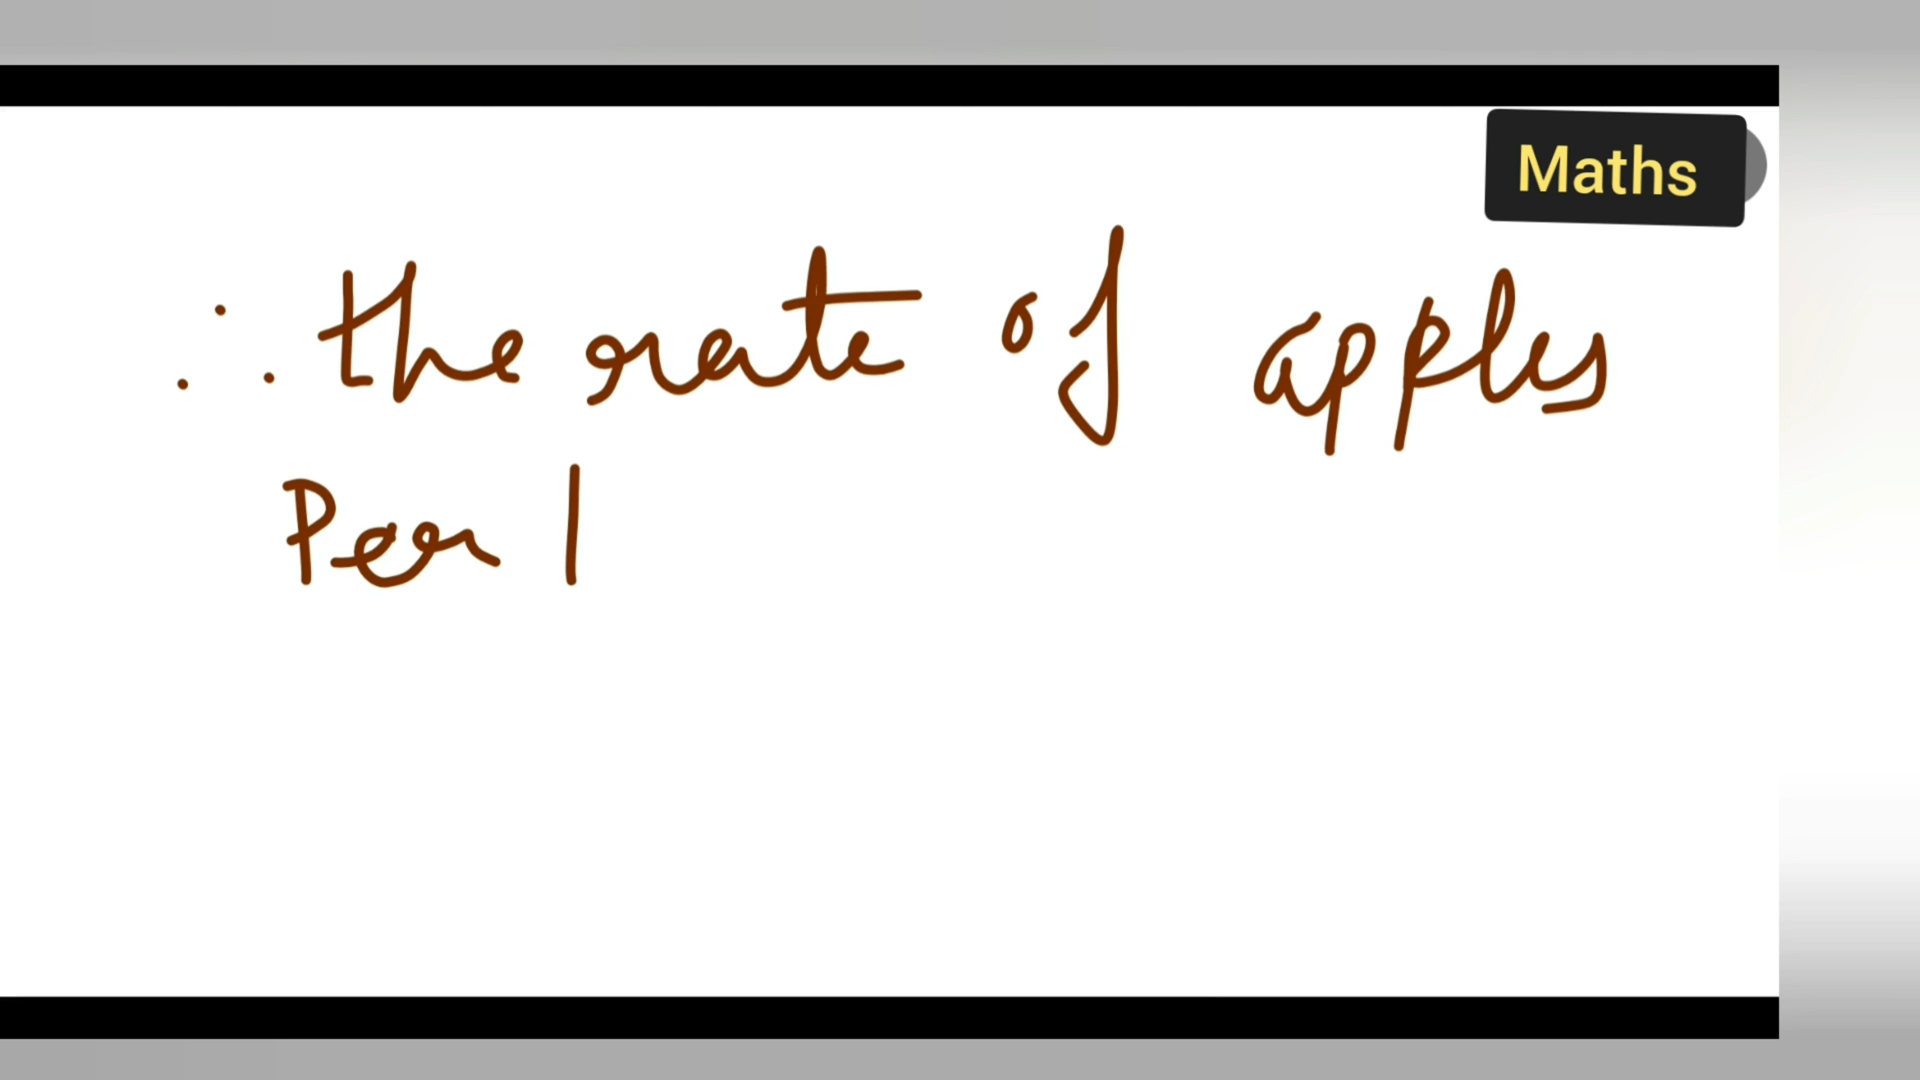 Maths
∴ the rate of apples
Per 1